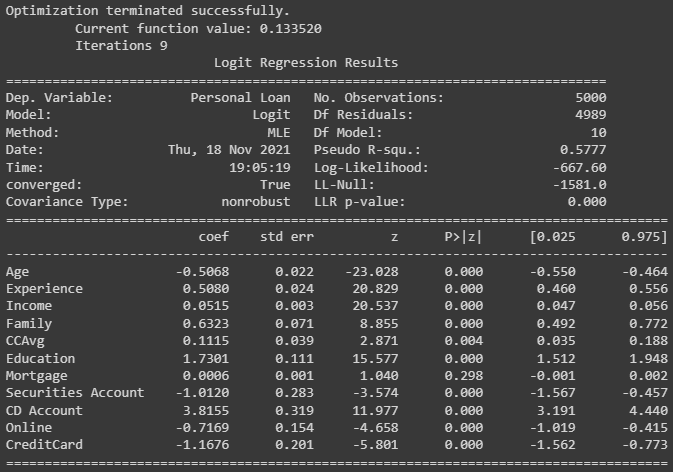 Optimization terminated successfully.
Current function value: 0.133520
Iterations 9
Logit Regression Results
==============================================================================
Dep. Variable: Personal Loan No. Observations: 5000
Model: Logit Df Residuals: 4989
Method: MLE Df Model: 10
Date: Thu, 18 Nov 2021 Pseudo R-squ.: 0.5777
Time: 19:05:19 Log-Likelihood: -667.60
converged: True LL-Null: -1581.0
Covariance Type: nonrobust LLR p-value: 0.000
======================================================================================
coef std err z P>|z| [0.025 0.975]
--------------------------------------------------------------------------------------
Age -0.5068 0.022 -23.028 0.000 -0.550 -0.464
Experience 0.5080 0.024 20.829 0.000 0.460 0.556
Income 0.0515 0.003 20.537 0.000 0.047 0.056
Family 0.6323 0.071 8.855 0.000 0.492 0.772
CCAvg 0.1115 0.039 2.871 0.004 0.035 0.188
Education 1.7301 0.111 15.577 0.000 1.512 1.948
Mortgage 0.0006 0.001 1.040 0.298 -0.001 0.002
Securities Account -1.0120 0.283 -3.574 0.000 -1.567 -0.457
CD Account 3.8155 0.319 11.977 0.000 3.191 4.440
Online -0.7169 0.154 -4.658 0.000 -1.019 -0.415
CreditCard -1.1676 0.201 -5.801 0.000 -1.562 -0.773
======================================================================================